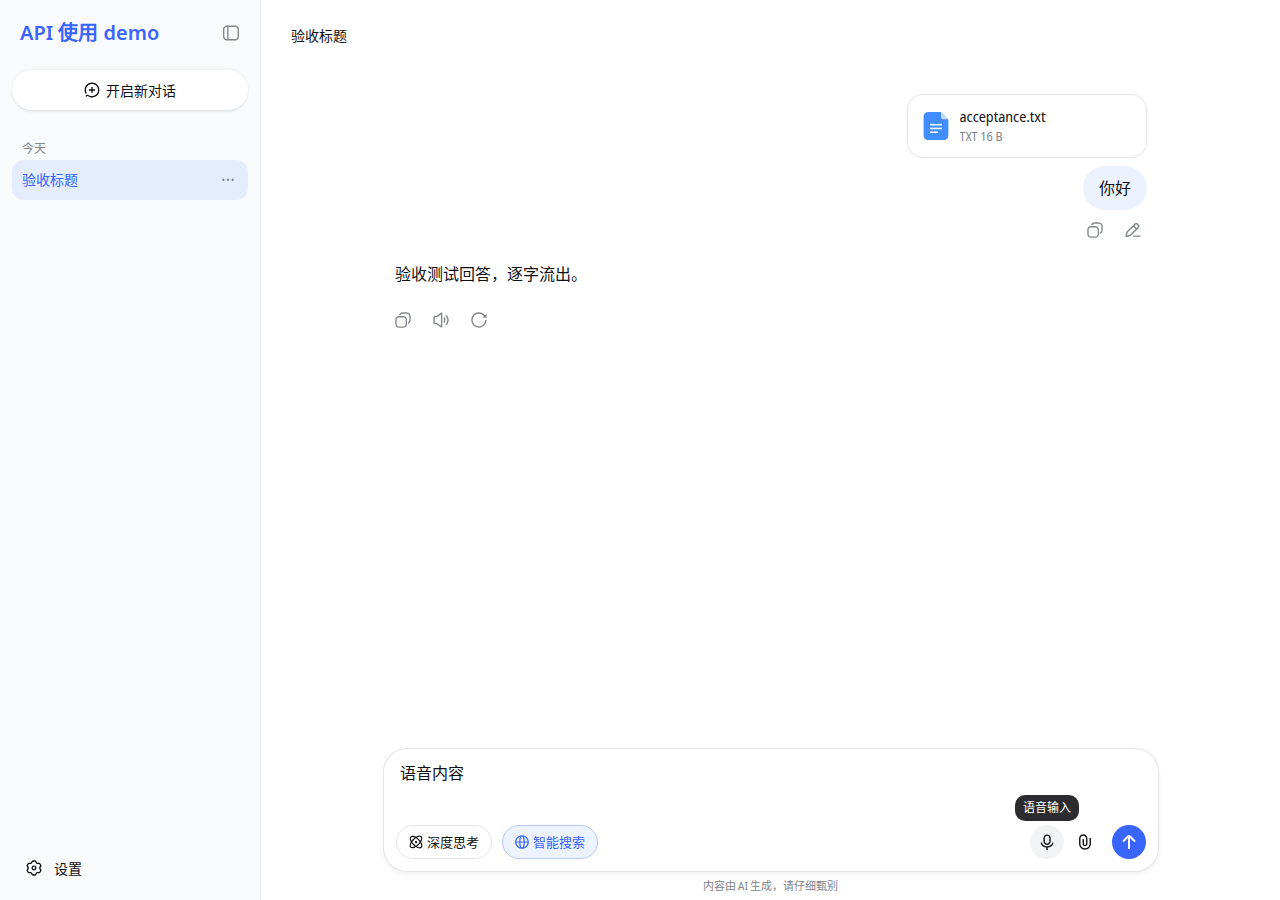 API 使用 demo
开启新对话
今天
验收标题
设置
验收标题
acceptance.txt
TXT 16 B
你好
验收测试回答，逐字流出。
语音内容
语音输入
深度思考
智能搜索
内容由 AI 生成，请仔细甄别